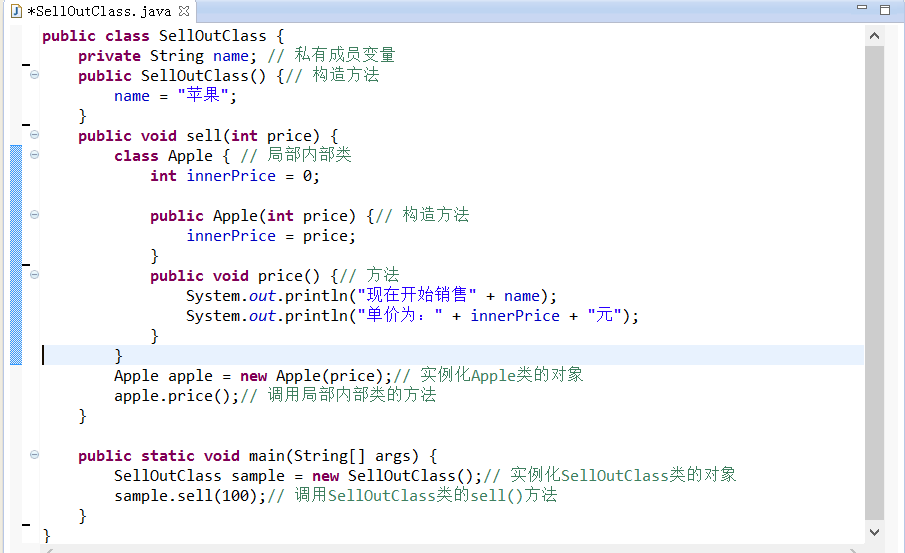 *SellOutClass.java
public class SellOutClass {
private String name; // 私有成员变量
public SellOutClass() {// 构造方法
name = "苹果";
}
public void sell(int price) {
class Apple { // 局部内部类
int innerPrice = 0;
public Apple(int price) {// 构造方法
innerPrice = price;
}
public void price() {// 方法
System.out.println("现在开始销售" + name);
System.out.println("单价为：" + innerPrice + "元");
}
}
Apple apple = new Apple(price);// 实例化Apple类的对象
apple.price();// 调用局部内部类的方法
}
public static void main(String[] args) {
SellOutClass sample = new SellOutClass();// 实例化SellOutClass类的对象
sample.sell(100);// 调用SellOutClass类的sell()方法
}
}